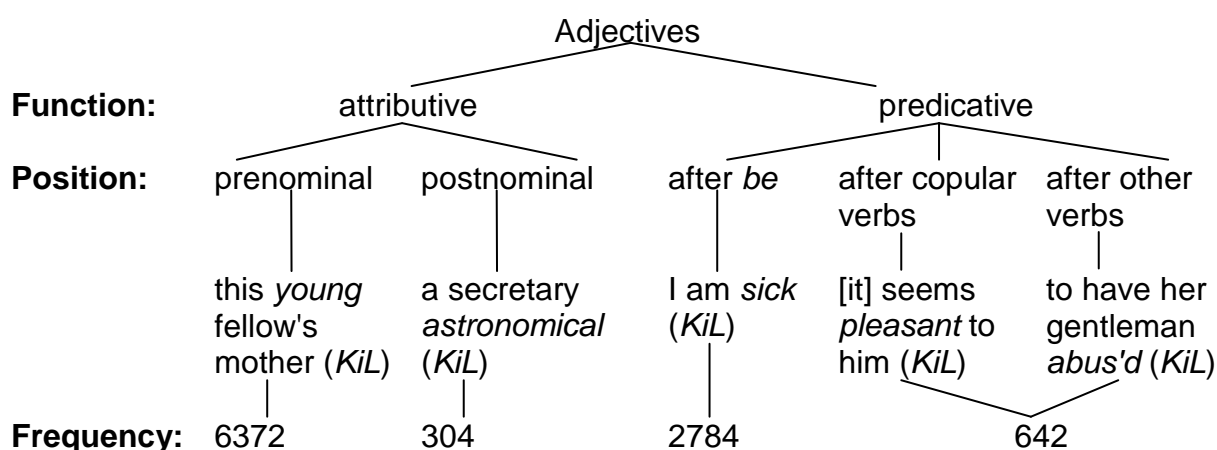 Adjectives
Function: attributive predicative
Position: prenominal postnominal after be after copular after other
verbs verbs
this young a secretary I am sick [it] seems to have her
fellow's astronomical (KiL) pleasant to gentleman
mother (KiL) (KiL) him (KiL) abus'd (KiL)
Frequency: 6372 304 2784 642